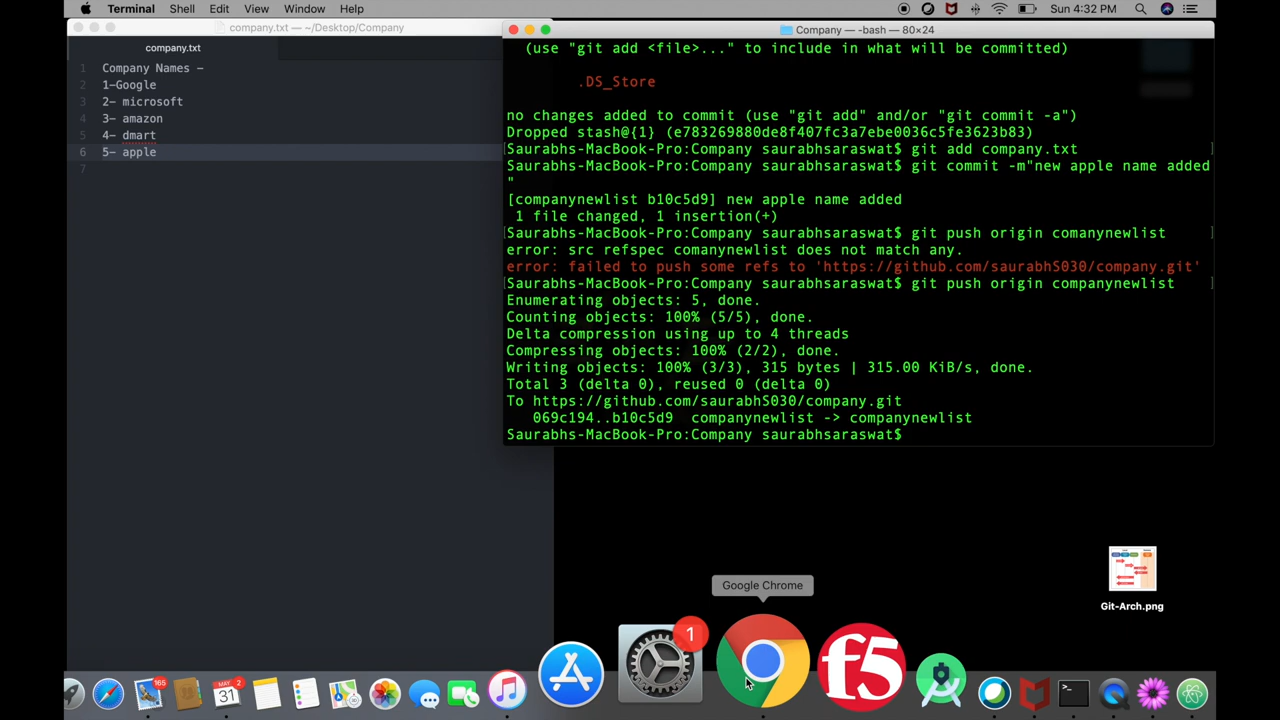 Terminal Shell Edit View Window Help
Sun 4:32 PM
company.txt — ~/Desktop/Company
company.txt
1 Company Names -
2 1-Google
3 2- microsoft
4 3- amazon
5 4- dmart
6 5- apple
7
Company — -bash — 80×24
(use "git add <file>..." to include in what will be committed)
.DS_Store
no changes added to commit (use "git add" and/or "git commit -a")
Dropped stash@{1} (e783269880de8f407fc3a7ebe0036c5fe3623b83)
[Saurabhs-MacBook-Pro:Company saurabhsaraswat$ git add company.txt ]
[Saurabhs-MacBook-Pro:Company saurabhsaraswat$ git commit -m"new apple name added
"
[companynewlist b10c5d9] new apple name added
1 file changed, 1 insertion(+)
[Saurabhs-MacBook-Pro:Company saurabhsaraswat$ git push origin comanynewlist ]
error: src refspec comanynewlist does not match any.
error: failed to push some refs to 'https://github.com/saurabhS030/company.git'
[Saurabhs-MacBook-Pro:Company saurabhsaraswat$ git push origin companynewlist ]
Enumerating objects: 5, done.
Counting objects: 100% (5/5), done.
Delta compression using up to 4 threads
Compressing objects: 100% (2/2), done.
Writing objects: 100% (3/3), 315 bytes | 315.00 KiB/s, done.
Total 3 (delta 0), reused 0 (delta 0)
To https://github.com/saurabhS030/company.git
069c194..b10c5d9 companynewlist -> companynewlist
Saurabhs-MacBook-Pro:Company saurabhsaraswat$
Git-Arch.png
Google Chrome
1
f5
165
MAY 2
31
>_